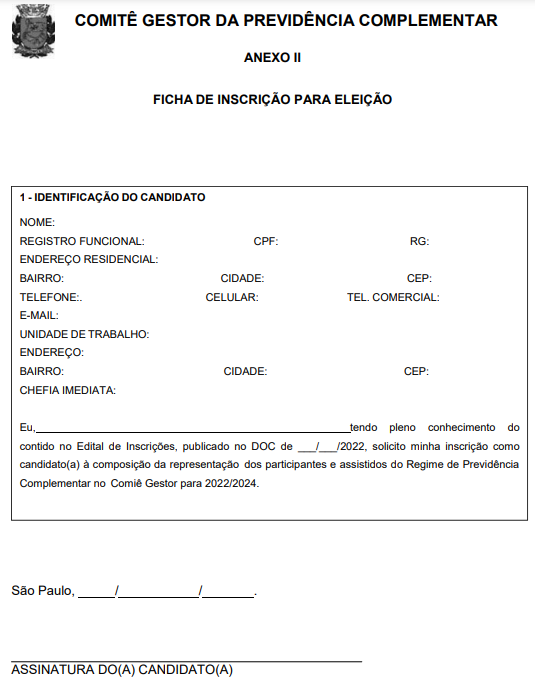 COMITÊ GESTOR DA PREVIDÊNCIA COMPLEMENTAR
ANEXO II
FICHA DE INSCRIÇÃO PARA ELEIÇÃO
1 - IDENTIFICAÇÃO DO CANDIDATO
NOME:
REGISTRO FUNCIONAL: CPF: RG:
ENDEREÇO RESIDENCIAL:
BAIRRO: CIDADE: CEP:
TELEFONE:. CELULAR: TEL. COMERCIAL:
E-MAIL:
UNIDADE DE TRABALHO:
ENDEREÇO:
BAIRRO: CIDADE: CEP:
CHEFIA IMEDIATA:
Eu,__________________________________________________tendo pleno conhecimento do
contido no Edital de Inscrições, publicado no DOC de ___/___/2022, solicito minha inscrição como
candidato(a) à composição da representação dos participantes e assistidos do Regime de Previdência
Complementar no Comiê Gestor para 2022/2024.
São Paulo, _____/___________/_______.
ASSINATURA DO(A) CANDIDATO(A)